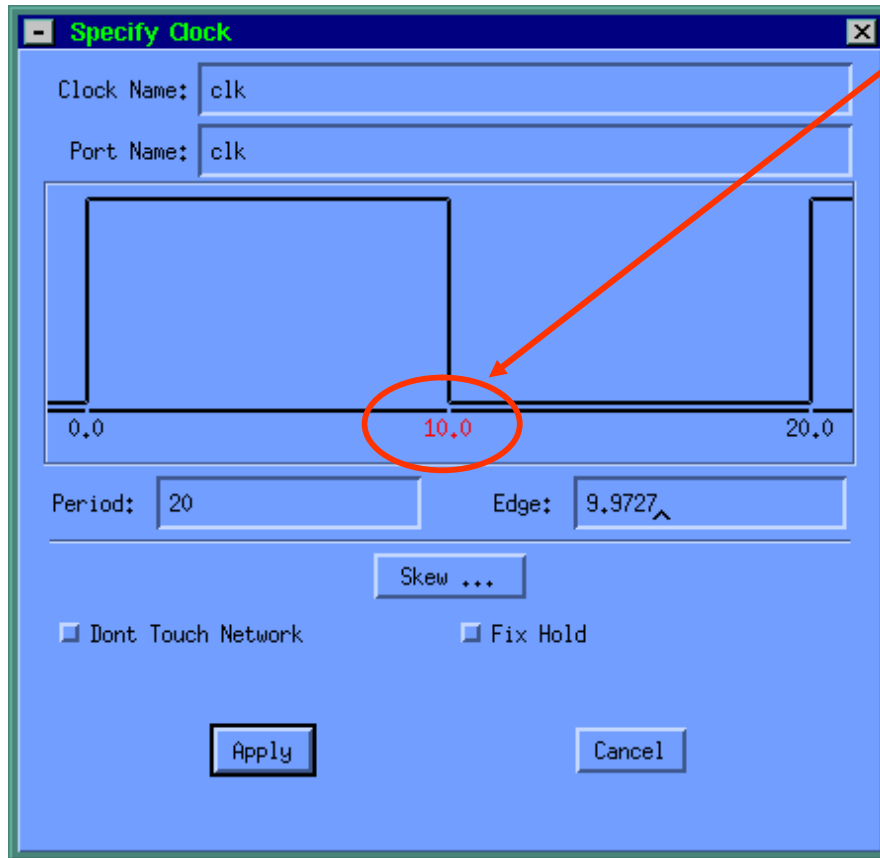 Specify Clock
Clock Name: clk
Port Name: clk
0.0 10.0 20.0
Period: 20 Edge: 9.9727
Skew ...
Dont Touch Network Fix Hold
Apply Cancel